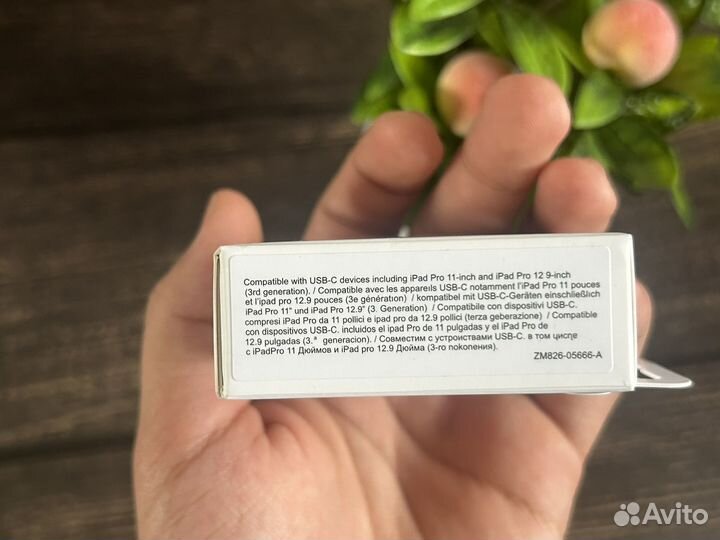 Compatible with USB-C devices including iPad Pro 11-inch and iPad Pro 12 9-inch
(3rd generation). / Compatible avec les appareils USB-C notamment l'iPad Pro 11 pouces
et l'ipad pro 12.9 pouces (3e génération) / kompatibel mit USB-C-Geräten einschließlich
iPad Pro 11" und iPad Pro 12.9" (3. Generation) / Compatibile con dispositivi USB-C.
compresi iPad Pro da 11 pollici e ipad pro da 12.9 pollici (terza geberazione) / Compatible
con dispositivos USB-C. incluidos el ipad Pro de 11 pulgadas y el iPad Pro de
12.9 pulgadas (3.ª generacion). / Совместим с устроиствами USB-C. в том цисле
с iPadPro 11 Дюймов и iPad pro 12.9 Дюйма (3-го nokoneния).
ZM826-05666-A
Avito